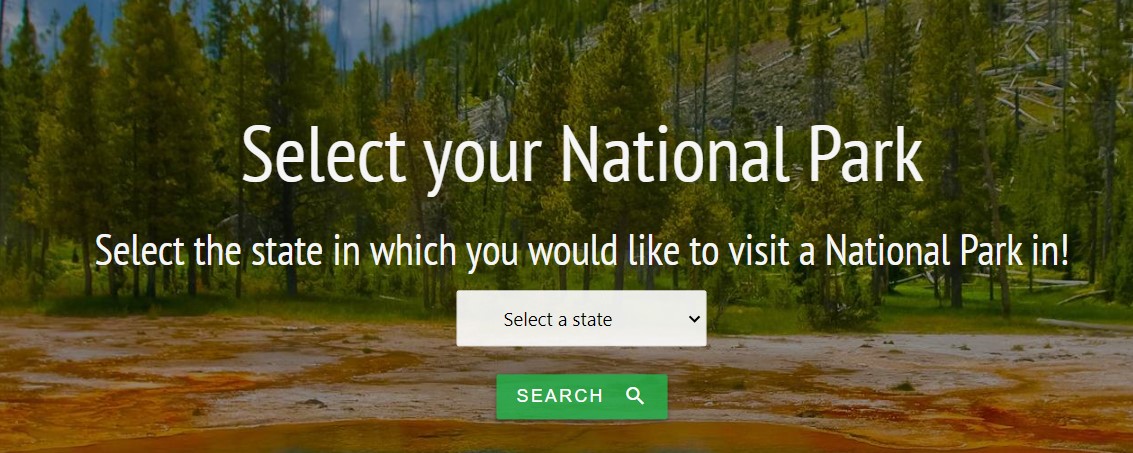 Select your National Park
Select the state in which you would like to visit a National Park in!
Select a state
SEARCH